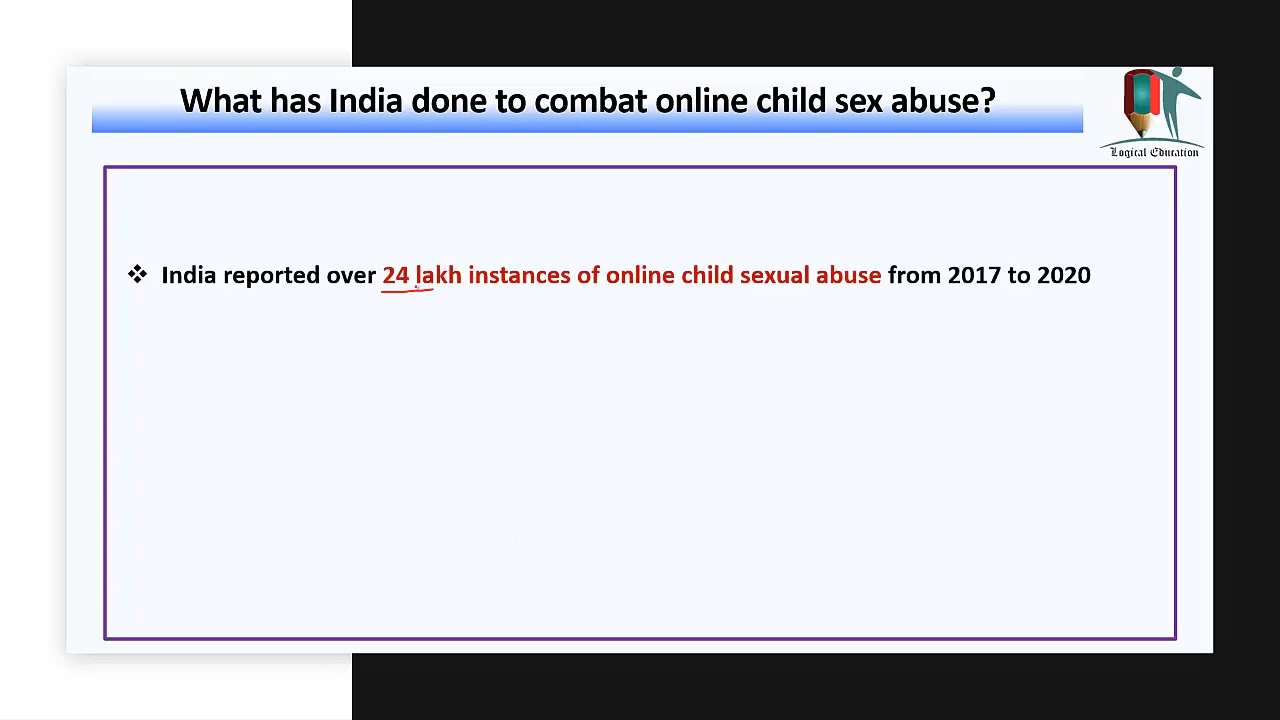 What has India done to combat online child sex abuse?
Logical Education
❖ India reported over 24 lakh instances of online child sexual abuse from 2017 to 2020